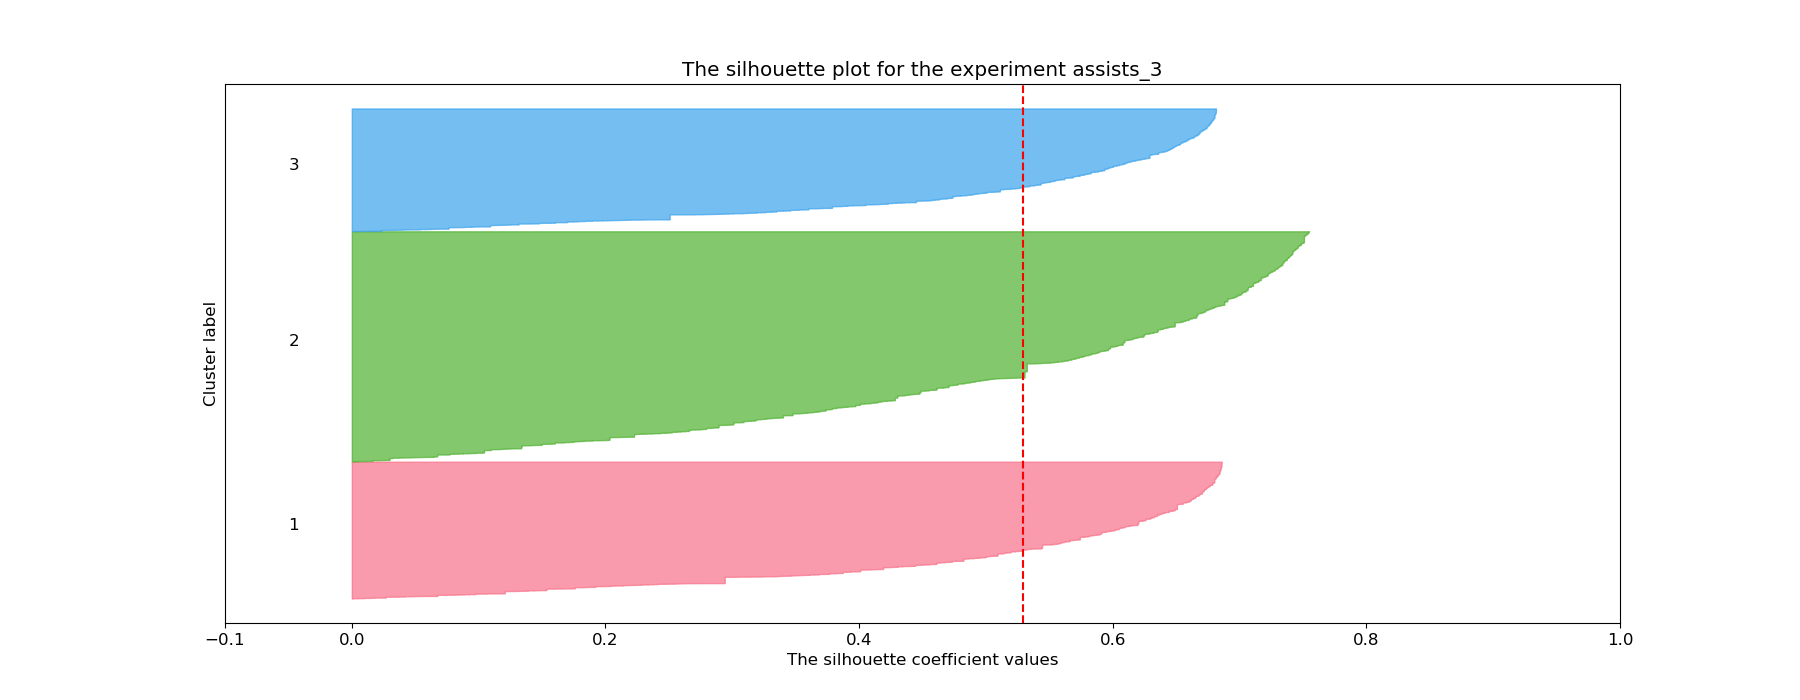 The silhouette plot for the experiment assists_3
Cluster label
3
2
1
−0.1 0.0 0.2 0.4 0.6 0.8 1.0
The silhouette coefficient values